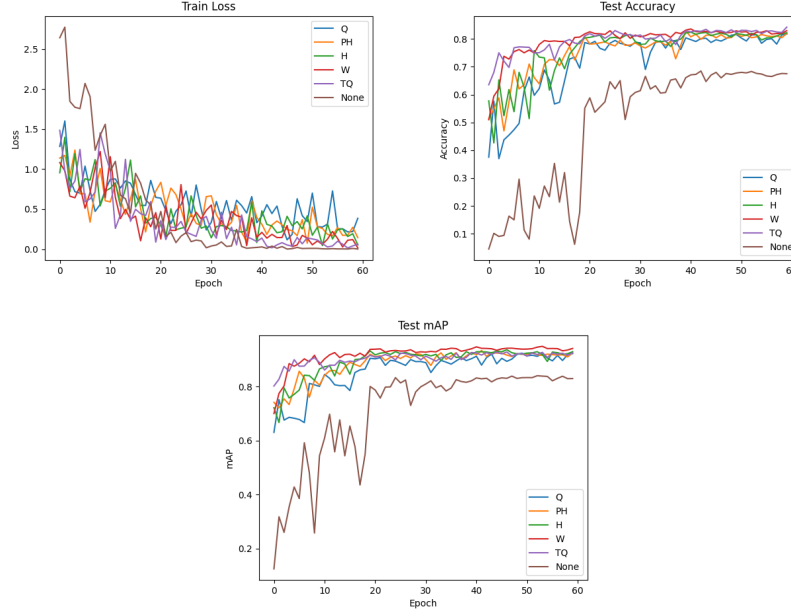 Train Loss
Loss
2.5
2.0
1.5
1.0
0.5
0.0
0
10
20
30
40
50
60
Epoch
Q
PH
H
W
TQ
None
Test Accuracy
Accuracy
0.8
0.7
0.6
0.5
0.4
0.3
0.2
0.1
0
10
20
30
40
50
60
Epoch
Q
PH
H
W
TQ
None
Test mAP
mAP
0.8
0.6
0.4
0.2
0
10
20
30
40
50
60
Epoch
Q
PH
H
W
TQ
None